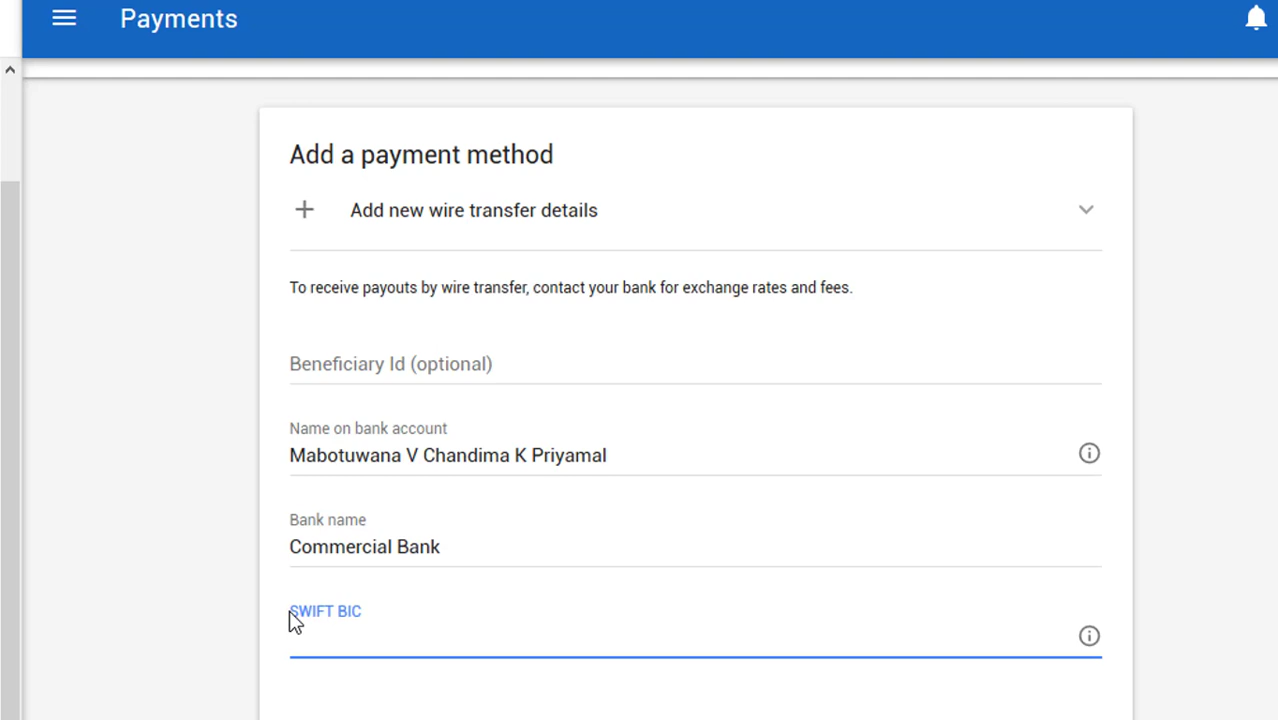 Payments
Add a payment method
Add new wire transfer details
To receive payouts by wire transfer, contact your bank for exchange rates and fees.
Beneficiary Id (optional)
Name on bank account
Mabotuwana V Chandima K Priyamal
Bank name
Commercial Bank
SWIFT BIC